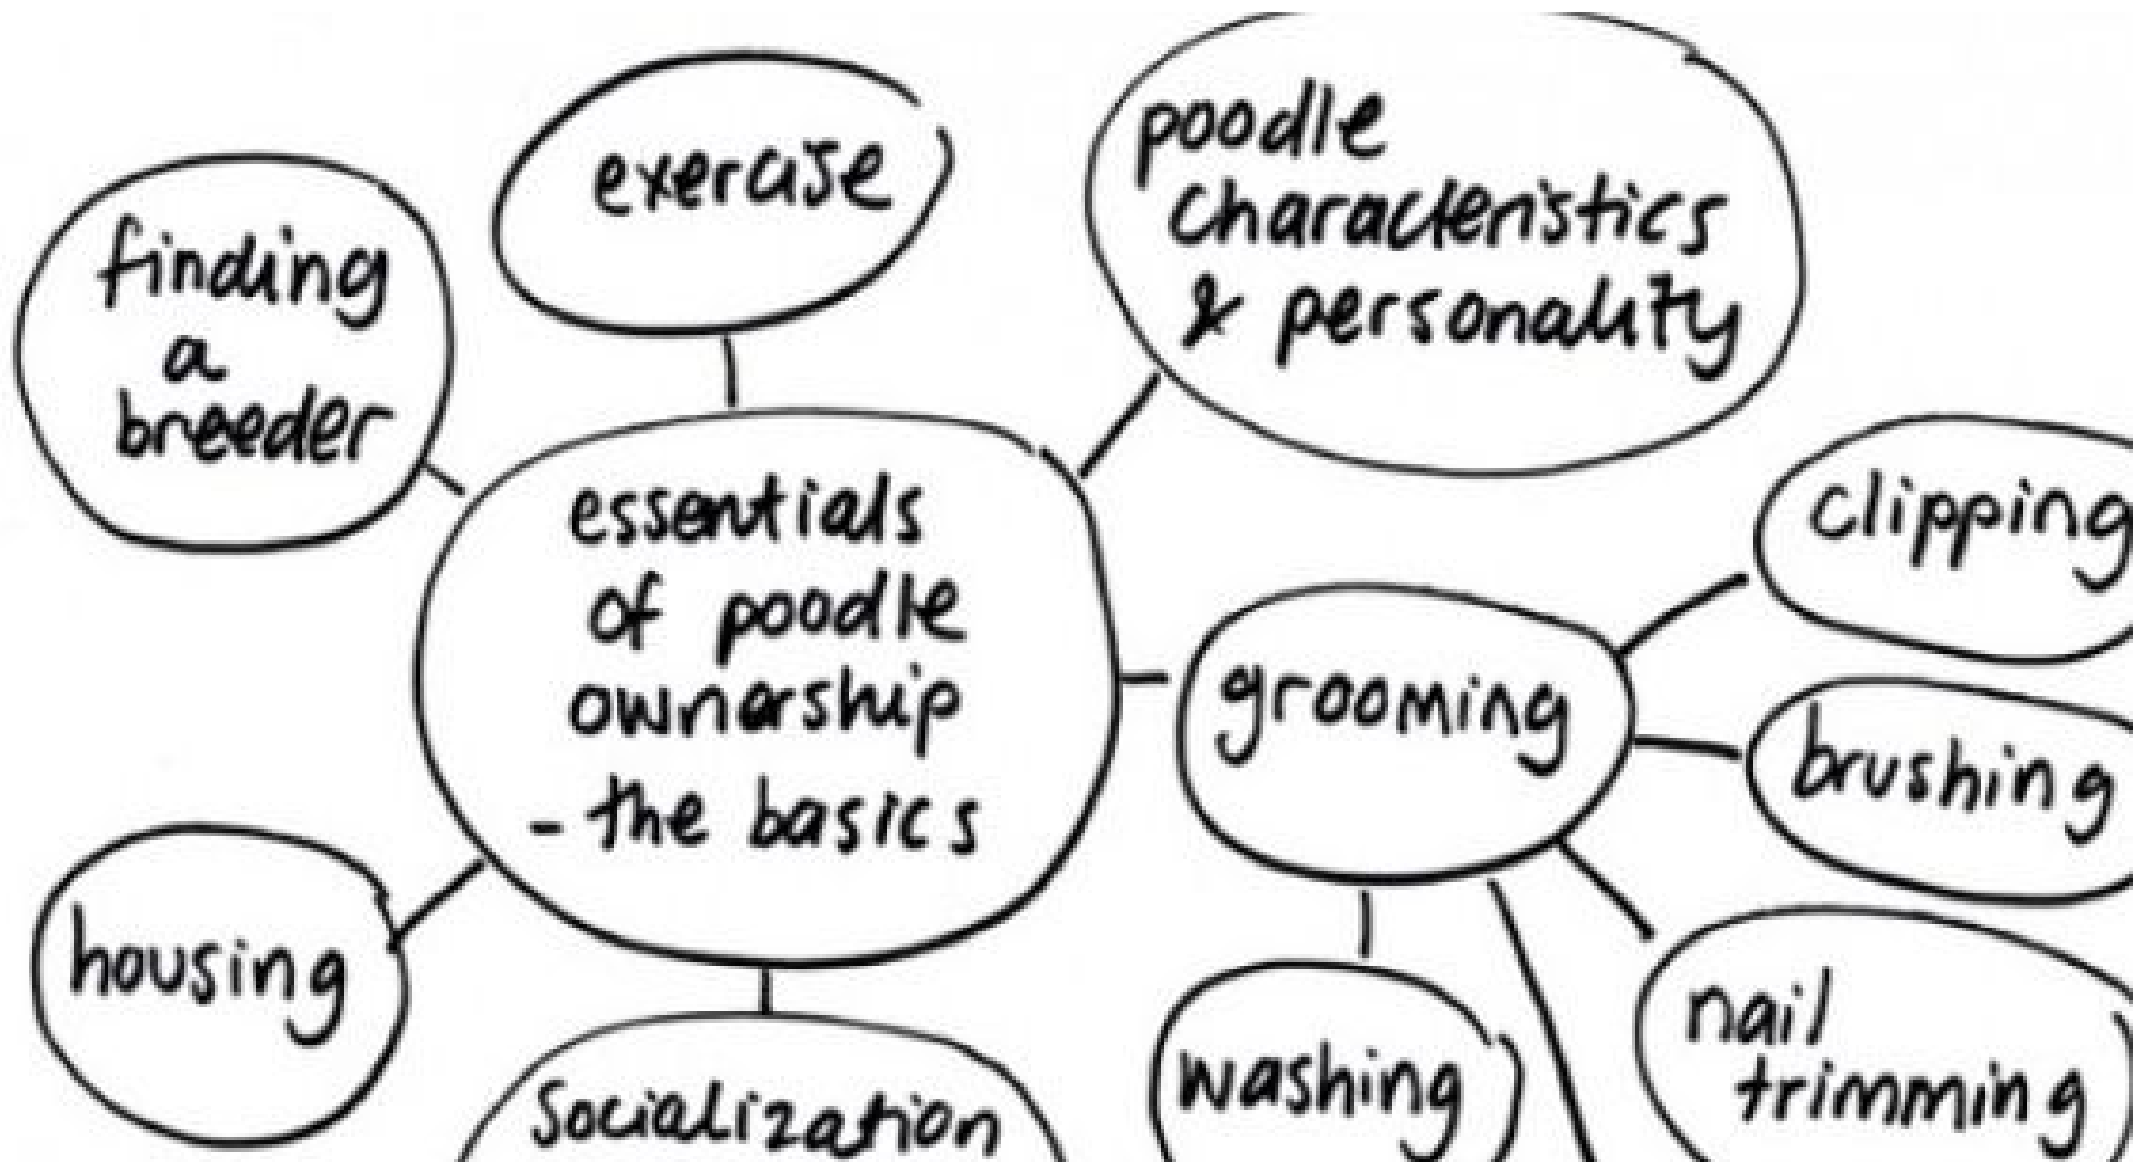 exercise
poodle
characteristics
& personality
finding
a
breeder
essentials
of poodle
ownership
- the basics
clipping
grooming
brushing
housing
nail
trimming
washing
Socialization